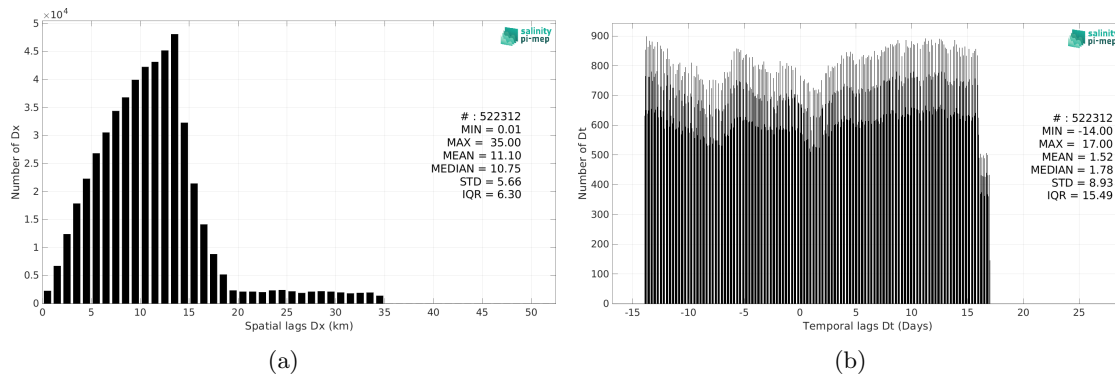 ×10⁴
5
4.5
4
3.5
3
2.5
2
1.5
1
0.5
0
Number of Dx
salinity
pi-mep
# : 522312
MIN = 0.01
MAX = 35.00
MEAN = 11.10
MEDIAN = 10.75
STD = 5.66
IQR = 6.30
0 5 10 15 20 25 30 35 40 45 50
Spatial lags Dx (km)
(a)
900
800
700
600
500
400
300
200
100
0
Number of Dt
salinity
pi-mep
# : 522312
MIN = -14.00
MAX = 17.00
MEAN = 1.52
MEDIAN = 1.78
STD = 8.93
IQR = 15.49
-15 -10 -5 0 5 10 15 20 25
Temporal lags Dt (Days)
(b)